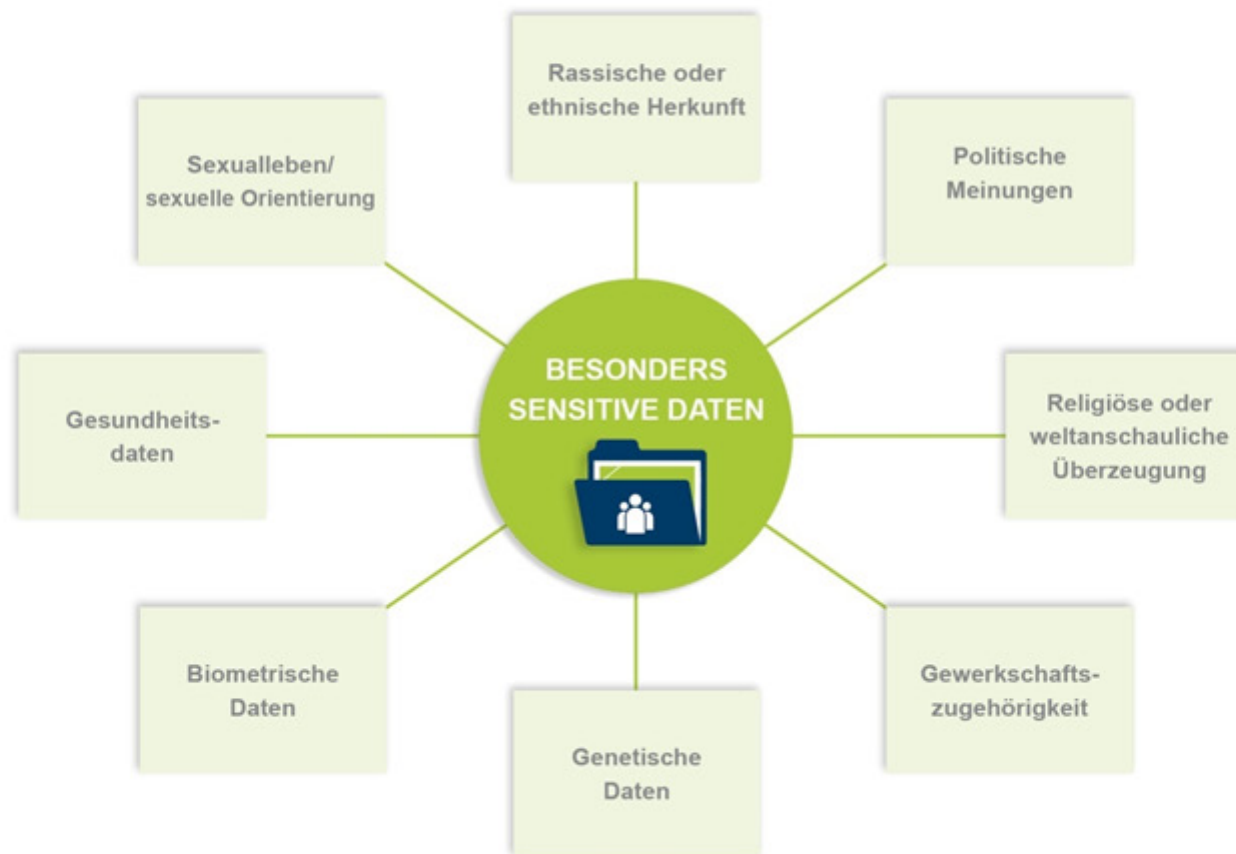 Rassische oder
ethnische Herkunft
Sexualleben/
sexuelle Orientierung
Politische
Meinungen
BESONDERS
SENSITIVE DATEN
Gesundheits-
daten
Religiöse oder
weltanschauliche
Überzeugung
Biometrische
Daten
Gewerkschafts-
zugehörigkeit
Genetische
Daten